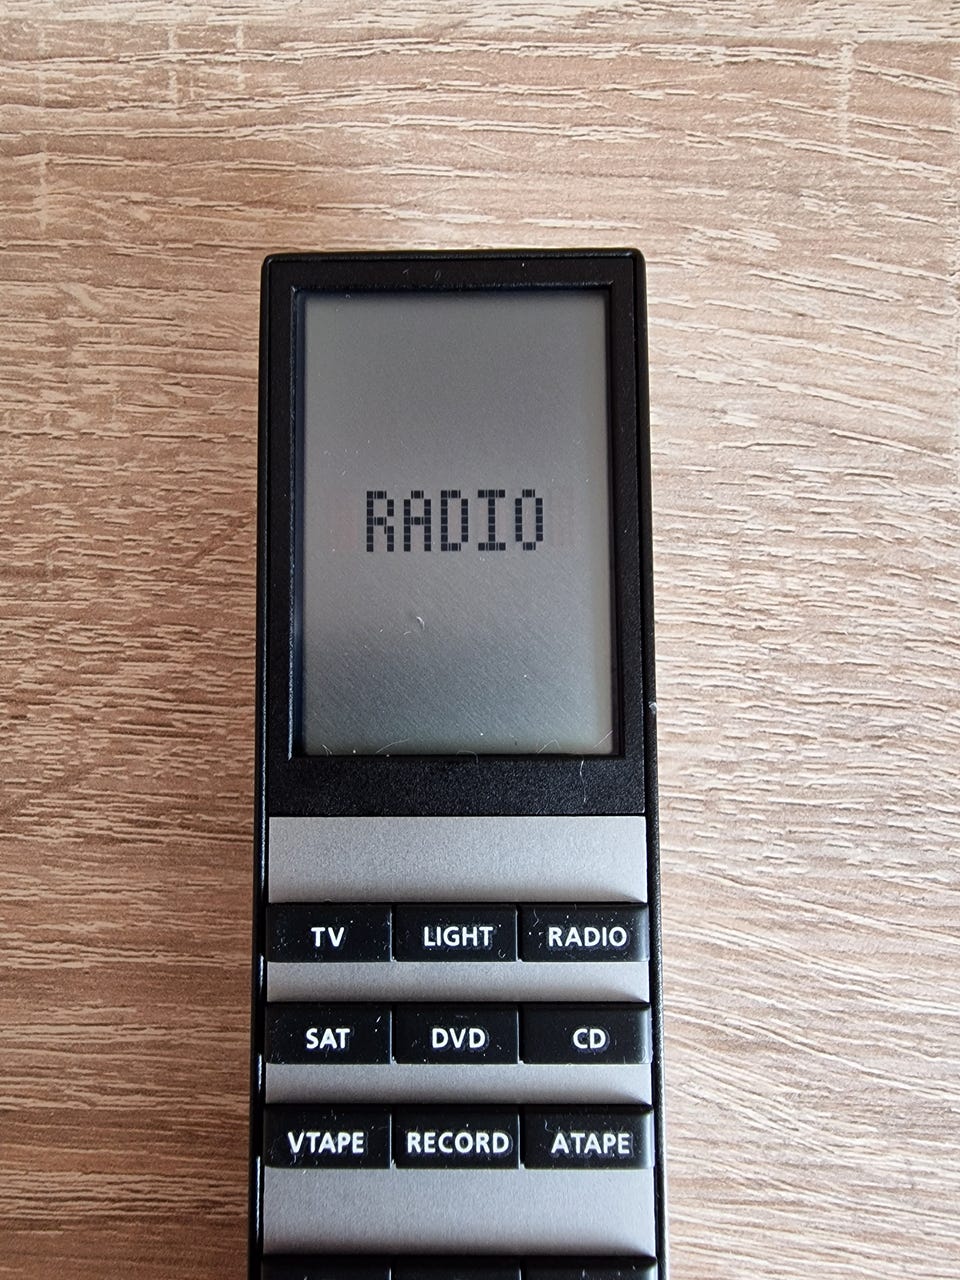 RADIO
TV LIGHT RADIO
SAT DVD CD
VTAPE RECORD ATAPE